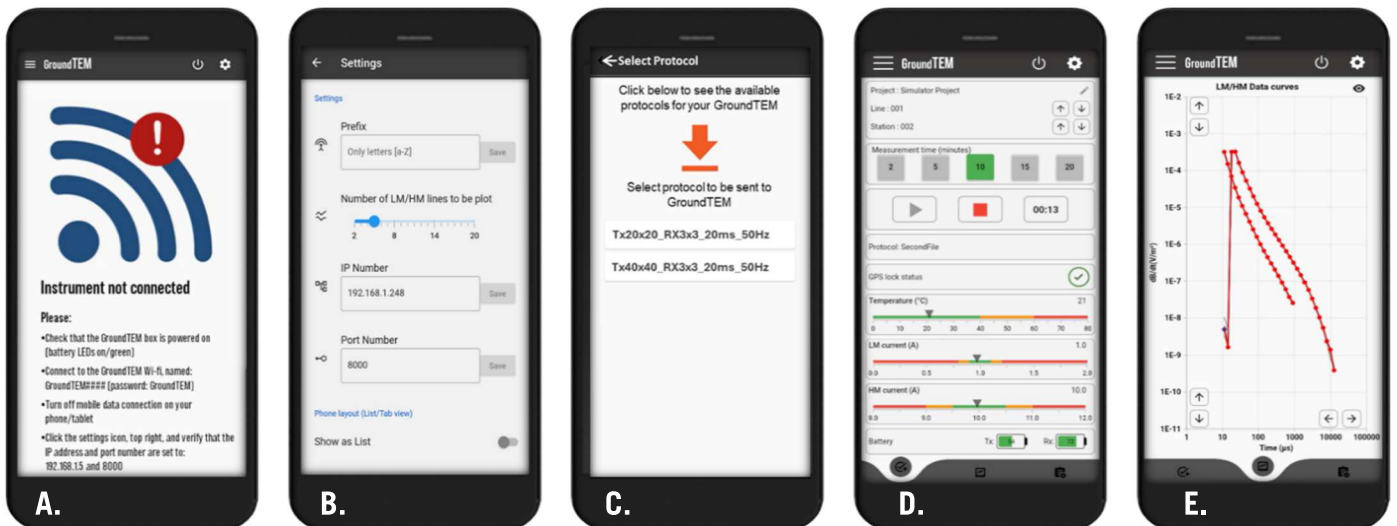 GroundTEM
!
Instrument not connected
Please:
•Check that the GroundTEM box is powered on
(battery LEDs on/green)
•Connect to the GroundTEM Wi-fi, named:
GroundTEM#### (password: GroundTEM)
•Turn off mobile data connection on your
phone/tablet
•Click the settings icon, top right, and verify that the
IP address and port number are set to:
192.168.1.5 and 8000
A.
Settings
Settings
Prefix
Only letters [a-Z]
Save
Number of LM/HM lines to be plot
2 8 14 20
IP Number
192.168.1.248
Save
Port Number
8000
Save
Phone layout (List/Tab view)
Show as List
B.
Select Protocol
Click below to see the available
protocols for your GroundTEM
Select protocol to be sent to
GroundTEM
Tx20x20_RX3x3_20ms_50Hz
Tx40x40_RX3x3_20ms_50Hz
C.
GroundTEM
Project : Simulator Project
Line : 001
Station : 002
Measurement time (minutes)
2 5 10 15 20
00:13
Protocol: SecondFile
GPS lock status
Temperature (°C) 21
0 10 20 30 40 50 60 70 80
LM current (A) 1.0
0.0 0.5 1.0 1.5 2.0
HM current (A) 10.0
8.0 9.0 10.0 11.0 12.0
Battery Tx: Rx:
D.
GroundTEM
LM/HM Data curves
1E-2
1E-3
1E-4
1E-5
1E-6
1E-7
1E-8
1E-9
1E-10
1E-11
dB/dt(V/m²)
1 10 100 1000 10000 100000
Time (µs)
E.